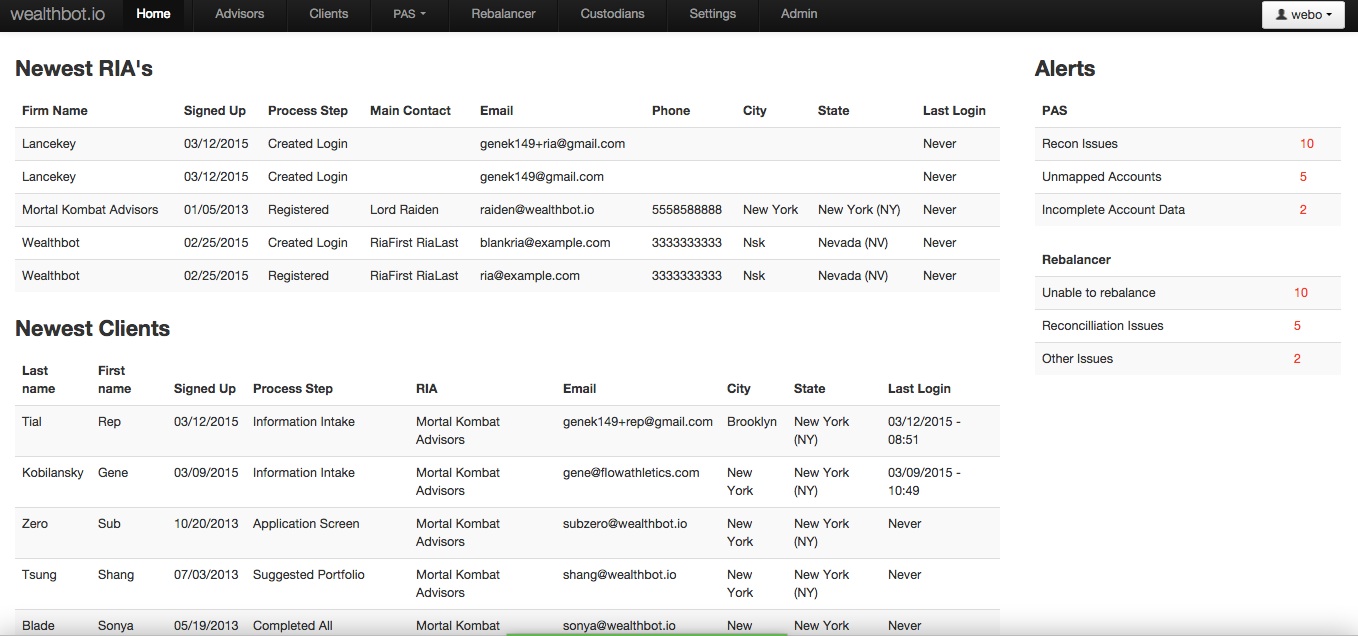 wealthbot.io Home Advisors Clients PAS Rebalancer Custodians Settings Admin webo
Newest RIA's
Firm Name Signed Up Process Step Main Contact Email Phone City State Last Login
Lancekey 03/12/2015 Created Login genek149+ria@gmail.com Never
Lancekey 03/12/2015 Created Login genek149@gmail.com Never
Mortal Kombat Advisors 01/05/2013 Registered Lord Raiden raiden@wealthbot.io 5558588888 New York New York (NY) Never
Wealthbot 02/25/2015 Created Login RiaFirst RiaLast blankria@example.com 3333333333 Nsk Nevada (NV) Never
Wealthbot 02/25/2015 Registered RiaFirst RiaLast ria@example.com 3333333333 Nsk Nevada (NV) Never
Newest Clients
Last First
name name Signed Up Process Step RIA Email City State Last Login
Tial Rep 03/12/2015 Information Intake Mortal Kombat genek149+rep@gmail.com Brooklyn New York 03/12/2015 -
Advisors (NY) 08:51
Kobilansky Gene 03/09/2015 Information Intake Mortal Kombat gene@flowathletics.com New New York 03/09/2015 -
Advisors York (NY) 10:49
Zero Sub 10/20/2013 Application Screen Mortal Kombat subzero@wealthbot.io New New York Never
Advisors York (NY)
Tsung Shang 07/03/2013 Suggested Portfolio Mortal Kombat shang@wealthbot.io New New York Never
Advisors York (NY)
Blade Sonya 05/19/2013 Completed All Mortal Kombat sonya@wealthbot.io New New York Never
Alerts
PAS
Recon Issues 10
Unmapped Accounts 5
Incomplete Account Data 2
Rebalancer
Unable to rebalance 10
Reconcilliation Issues 5
Other Issues 2